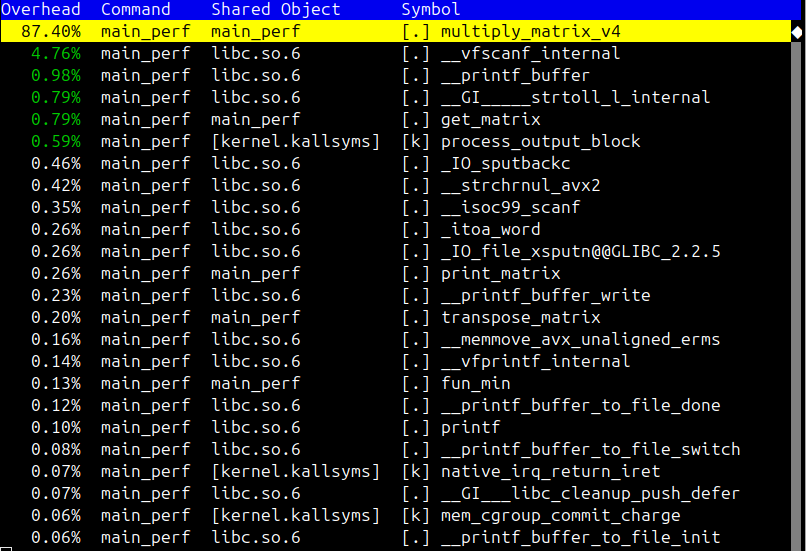 Overhead  Command   Shared Object      Symbol
87.40%  main_perf  main_perf          [.] multiply_matrix_v4
4.76%  main_perf  libc.so.6          [.] __vfscanf_internal
0.98%  main_perf  libc.so.6          [.] __printf_buffer
0.79%  main_perf  libc.so.6          [.] __GI_____strtoll_l_internal
0.79%  main_perf  main_perf          [.] get_matrix
0.59%  main_perf  [kernel.kallsyms]  [k] process_output_block
0.46%  main_perf  libc.so.6          [.] _IO_sputbackc
0.42%  main_perf  libc.so.6          [.] __strchrnul_avx2
0.35%  main_perf  libc.so.6          [.] __isoc99_scanf
0.26%  main_perf  libc.so.6          [.] _itoa_word
0.26%  main_perf  libc.so.6          [.] _IO_file_xsputn@@GLIBC_2.2.5
0.26%  main_perf  main_perf          [.] print_matrix
0.23%  main_perf  libc.so.6          [.] __printf_buffer_write
0.20%  main_perf  main_perf          [.] transpose_matrix
0.16%  main_perf  libc.so.6          [.] __memmove_avx_unaligned_erms
0.14%  main_perf  libc.so.6          [.] __vfprintf_internal
0.13%  main_perf  main_perf          [.] fun_min
0.12%  main_perf  libc.so.6          [.] __printf_buffer_to_file_done
0.10%  main_perf  libc.so.6          [.] printf
0.08%  main_perf  libc.so.6          [.] __printf_buffer_to_file_switch
0.07%  main_perf  [kernel.kallsyms]  [k] native_irq_return_iret
0.07%  main_perf  libc.so.6          [.] __GI___libc_cleanup_push_defer
0.06%  main_perf  [kernel.kallsyms]  [k] mem_cgroup_commit_charge
0.06%  main_perf  libc.so.6          [.] __printf_buffer_to_file_init